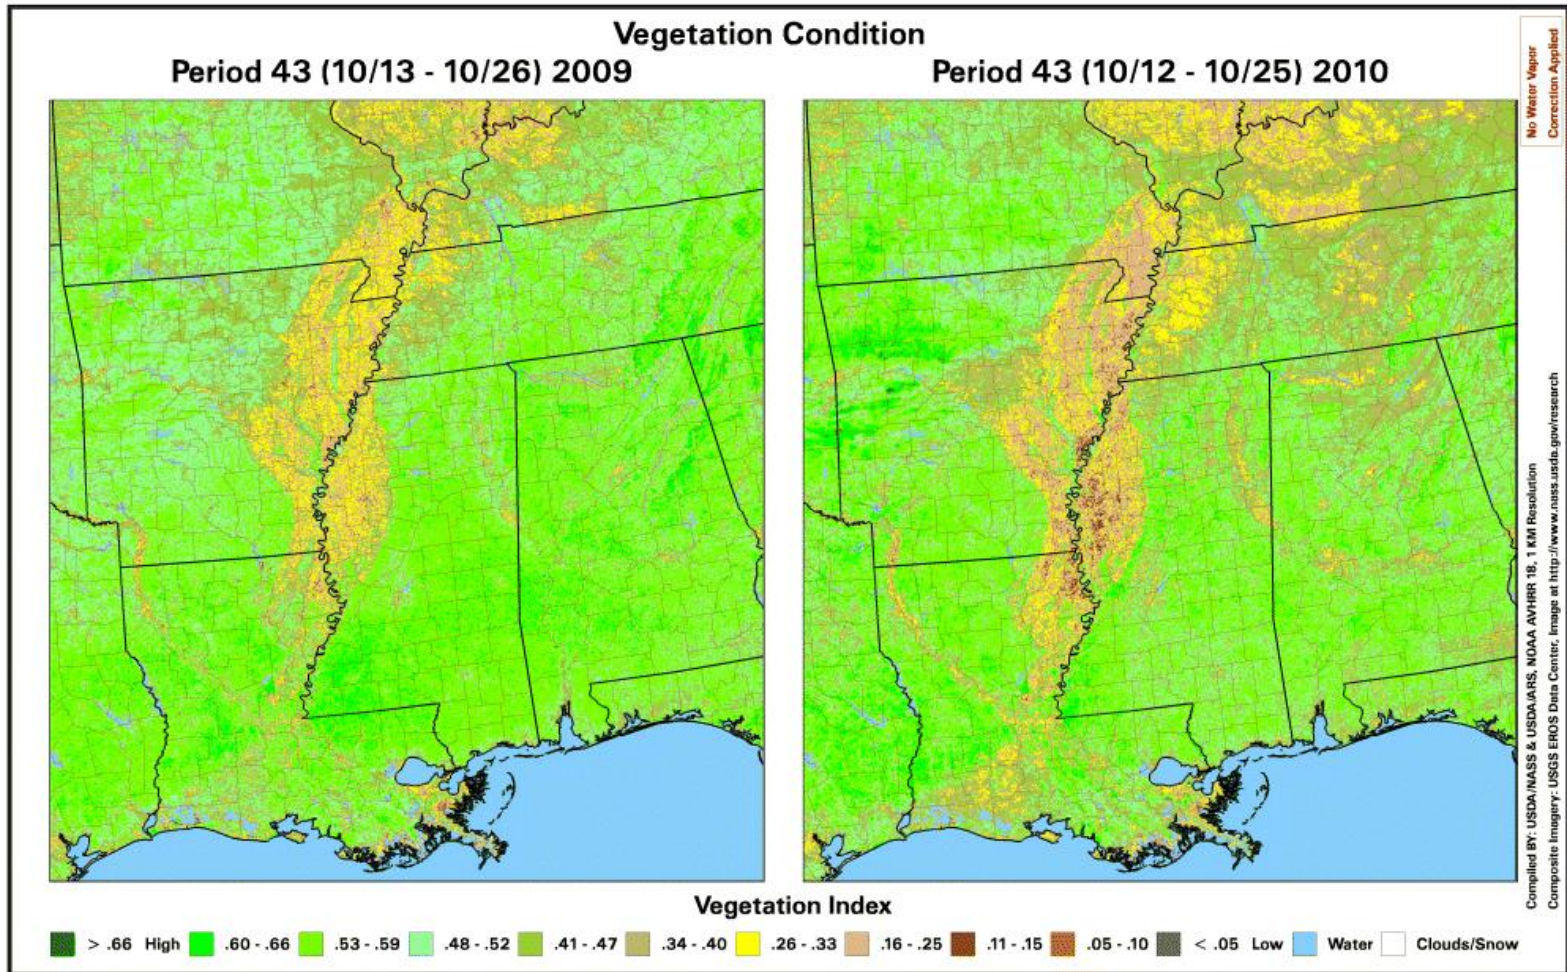 Vegetation Condition
Period 43 (10/13 - 10/26) 2009
Period 43 (10/12 - 10/25) 2010
No Water Vapor
Correction Applied
Compiled BY: USDA/NASS & USDA/ARS, NOAA AVHRR 18, 1 KM Resolution
Composite Imagery: USGS EROS Data Center, Image at http://www.nass.usda.gov/research
Vegetation Index
> .66 High .60 - .66 .53 - .59 .48 - .52 .41 - .47 .34 - .40 .26 - .33 .16 - .25 .11 - .15 .05 - .10 < .05 Low Water Clouds/Snow